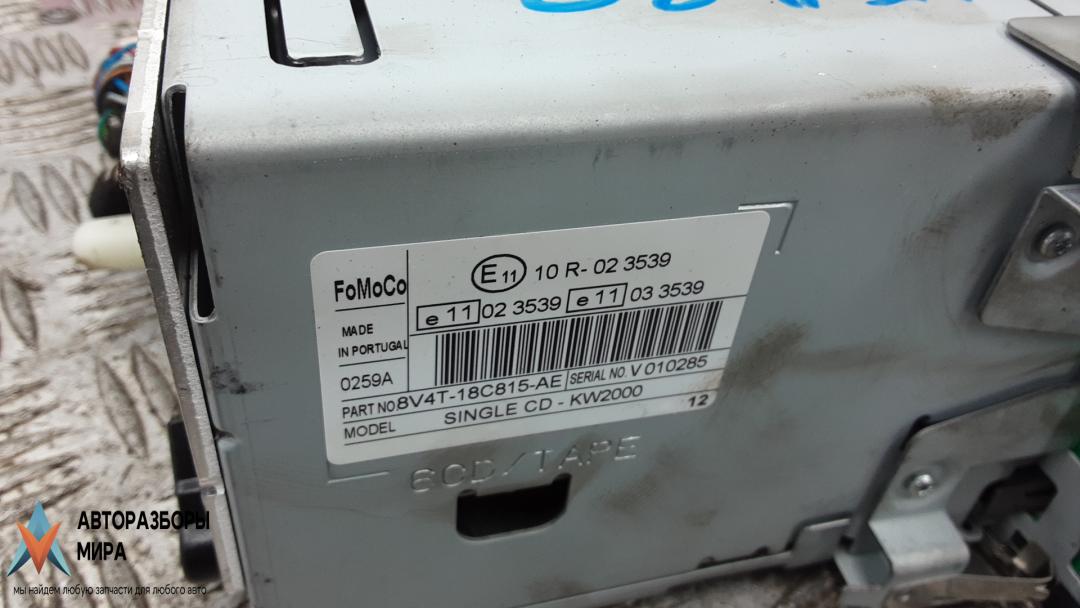 FoMoCo
MADE
IN PORTUGAL
0259A
E11 10 R- 02 3539
e 11 02 3539 e 11 03 3539
PART NO. 8V4T-18C815-AE SERIAL NO. V 010285
MODEL SINGLE CD - KW2000 12
6CD/TAPE
АВТОРАЗБОРЫ
МИРА
мы найдем любую запчасти для любого авто